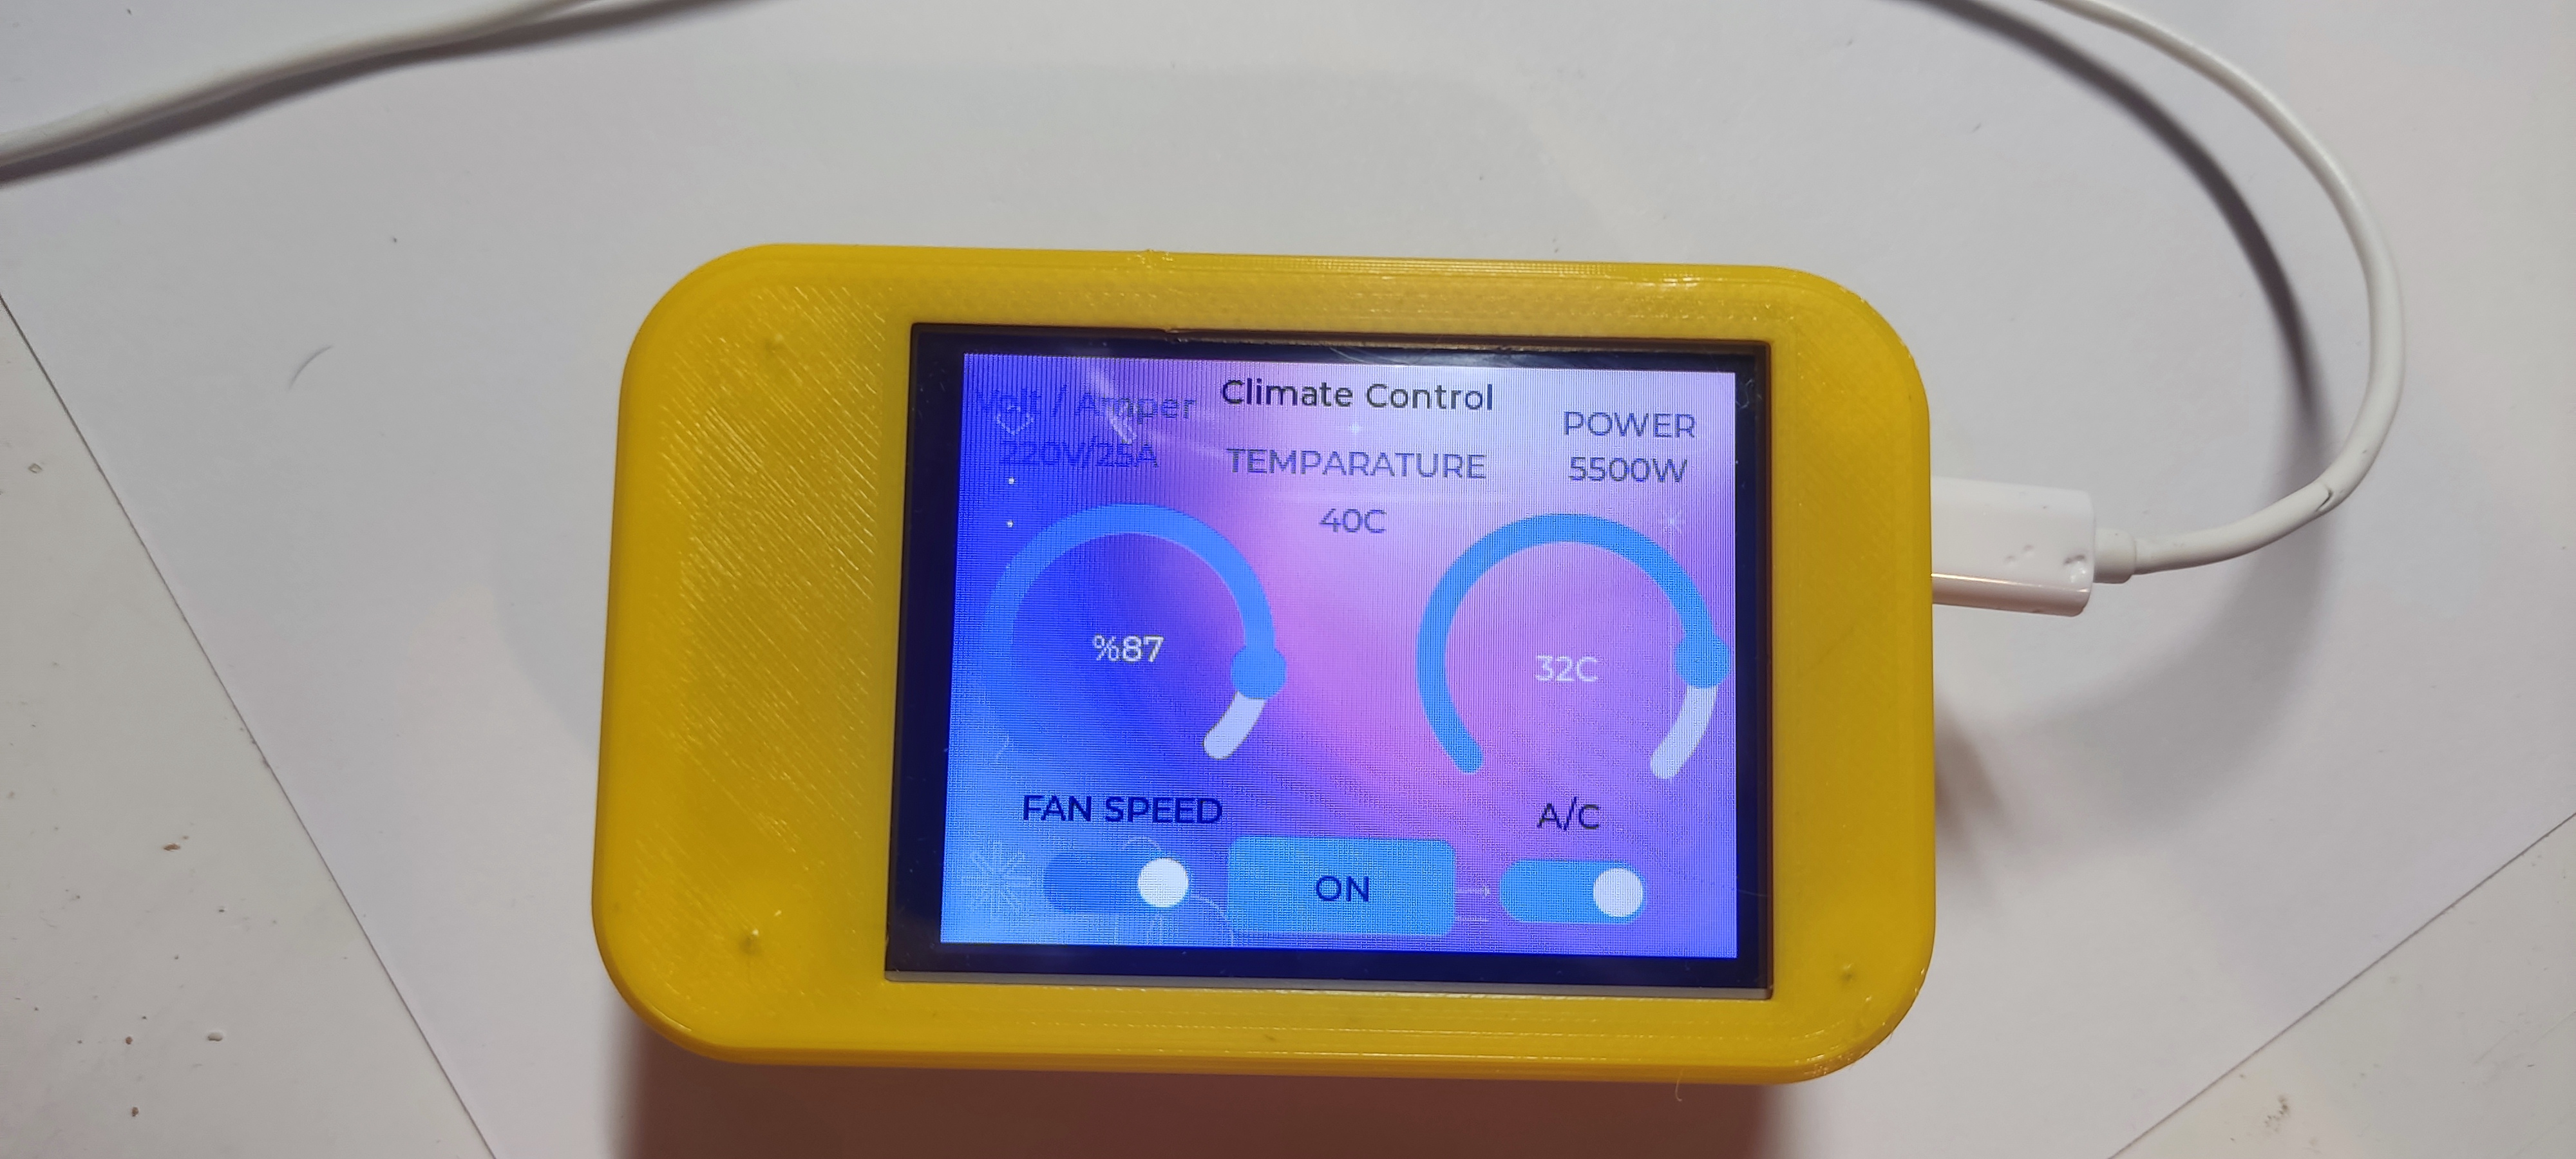 Climate Control
Volt / Amper
220V/25A
TEMPARATURE
40C
POWER
5500W
%87
32C
FAN SPEED
A/C
ON